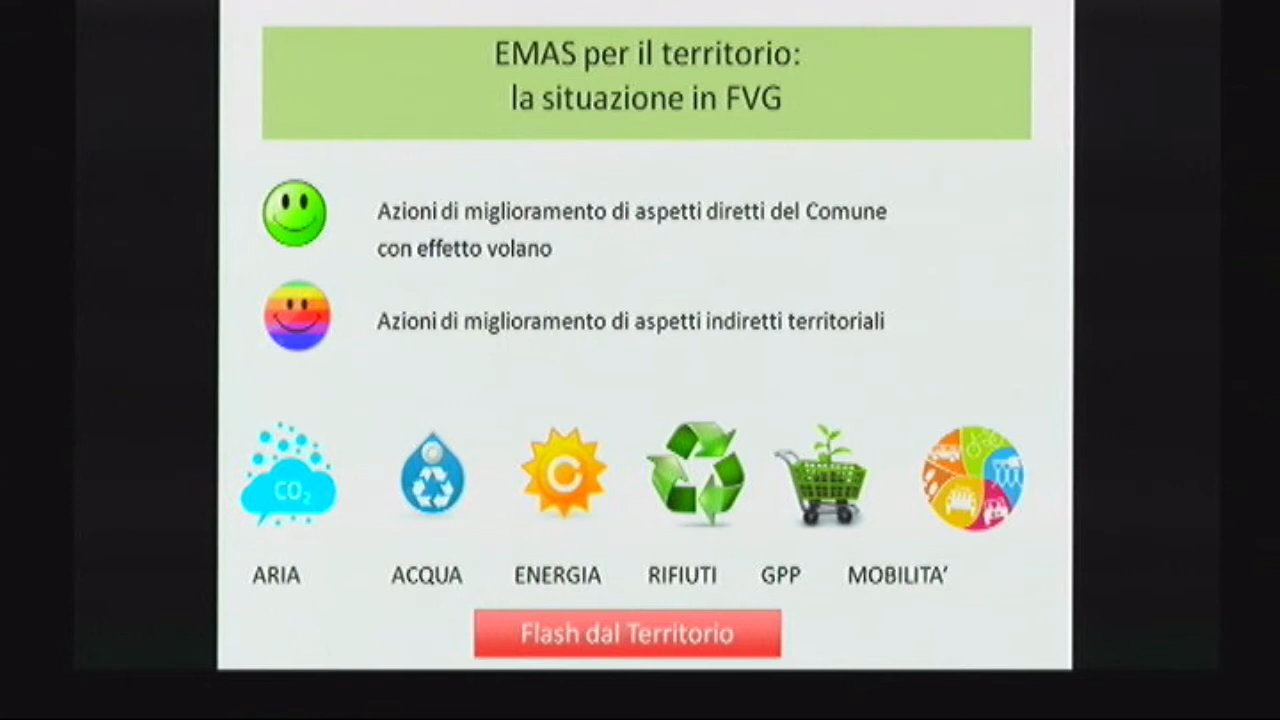 EMAS per il territorio:
la situazione in FVG
Azioni di miglioramento di aspetti diretti del Comune
con effetto volano
Azioni di miglioramento di aspetti indiretti territoriali
CO₂
ARIA ACQUA ENERGIA RIFIUTI GPP MOBILITA’
Flash dal Territorio